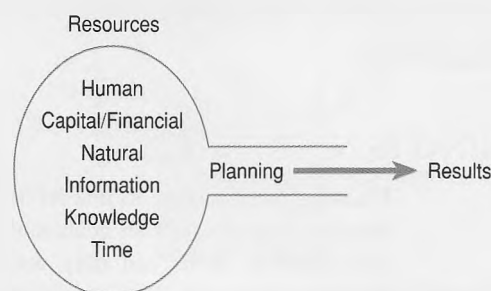 Resources
Human
Capital/Financial
Natural
Information
Knowledge
Time
Planning
Results